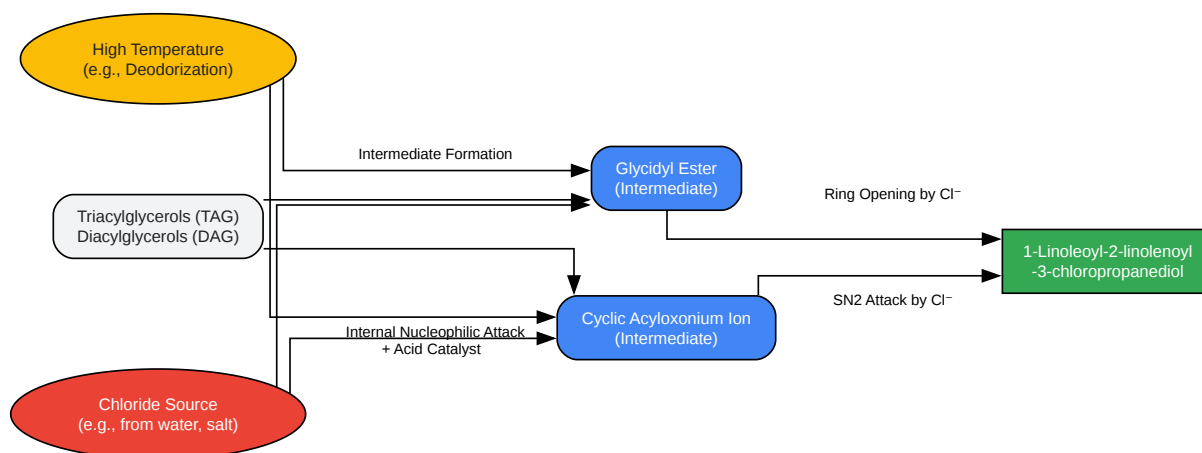 High Temperature
(e.g., Deodorization)
Intermediate Formation
Glycidyl Ester
(Intermediate)
Ring Opening by Cl⁻
Triacylglycerols (TAG)
Diacylglycerols (DAG)
1-Linoleoyl-2-linolenoyl
-3-chloropropanediol
SN2 Attack by Cl⁻
Cyclic Acyloxonium Ion
(Intermediate)
Internal Nucleophilic Attack
+ Acid Catalyst
Chloride Source
(e.g., from water, salt)